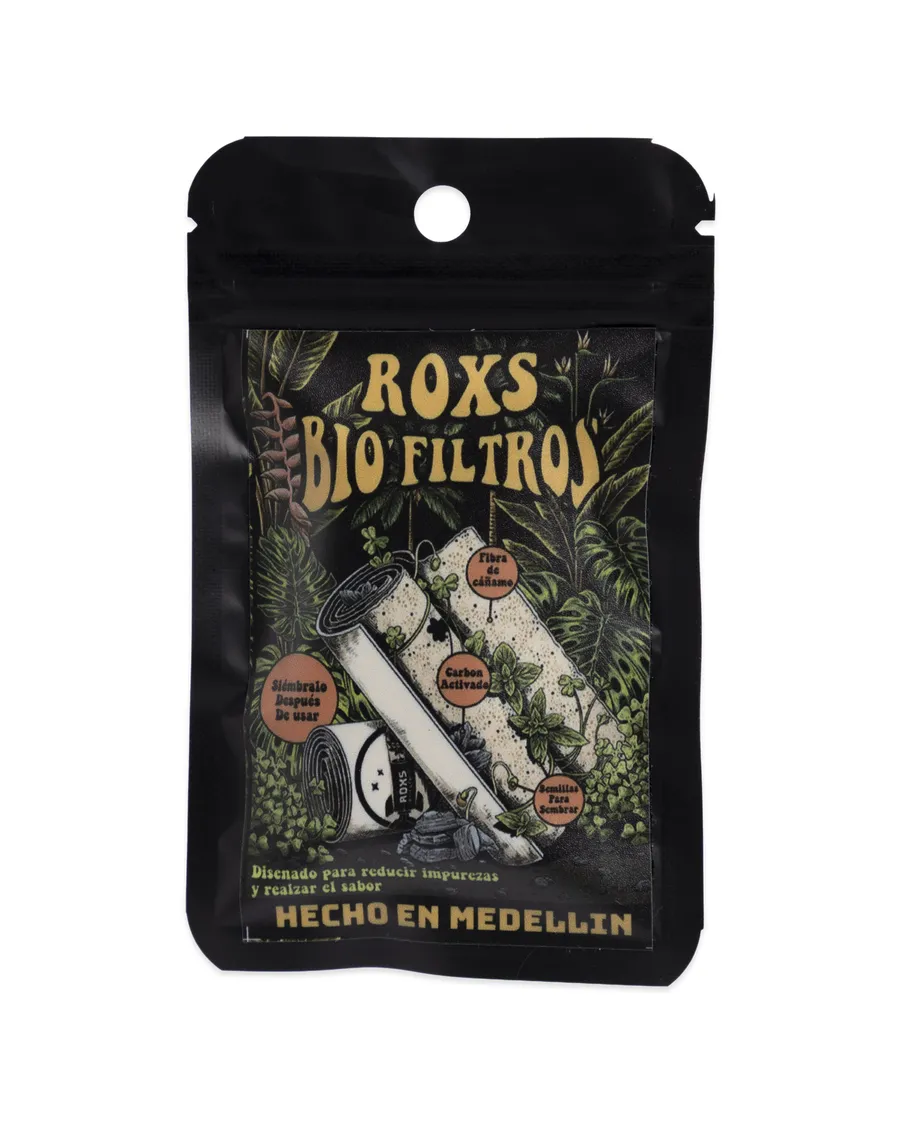 ROXS
BIO FILTROS
Fibra
de
cáñamo
Carbon
Activado
Siémbralo
Después
De usar
ROXS
Semillas
Para
Sembrar
Disenado para reducir impurezas
y realzar el sabor
HECHO EN MEDELLIN